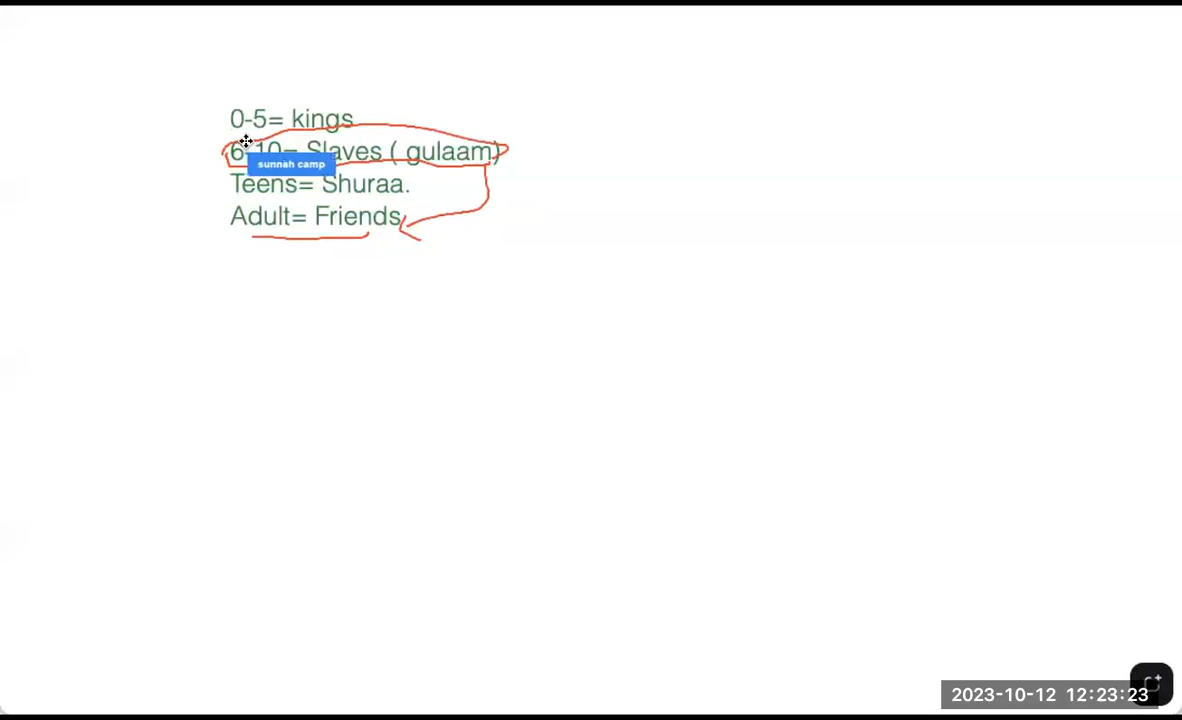 0-5= kings
6-10= Slaves ( gulaam)
sunnah camp
Teens= Shuraa.
Adult= Friends
2023-10-12 12:23:23